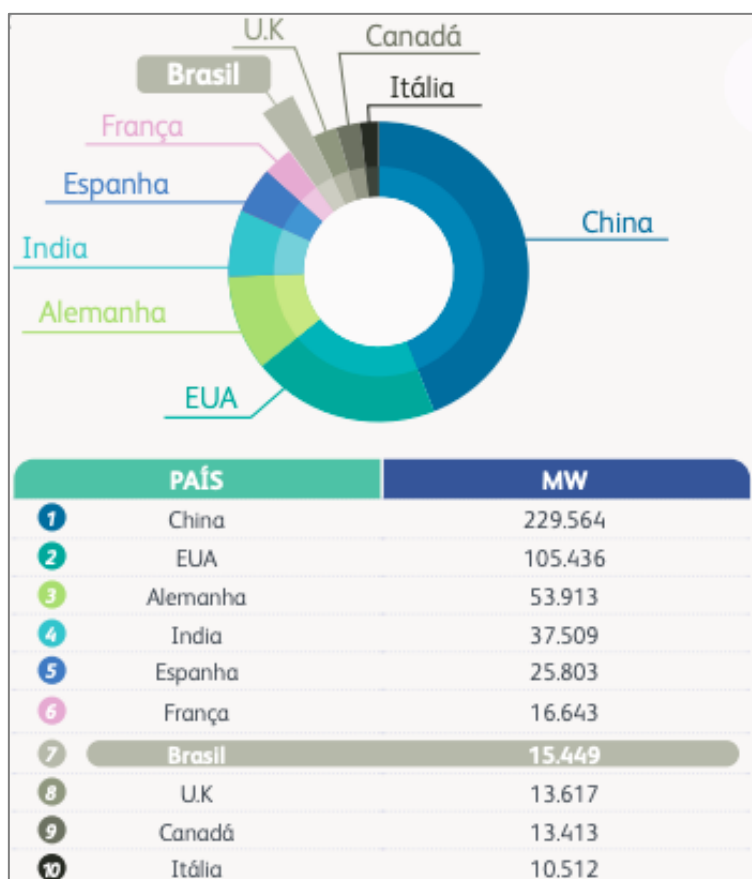 U.K
Canadá
Brasil
Itália
França
Espanha
China
India
Alemanha
EUA
PAÍS MW
1 China 229.564
2 EUA 105.436
3 Alemanha 53.913
4 India 37.509
5 Espanha 25.803
6 França 16.643
7 Brasil 15.449
8 U.K 13.617
9 Canadá 13.413
10 Itália 10.512